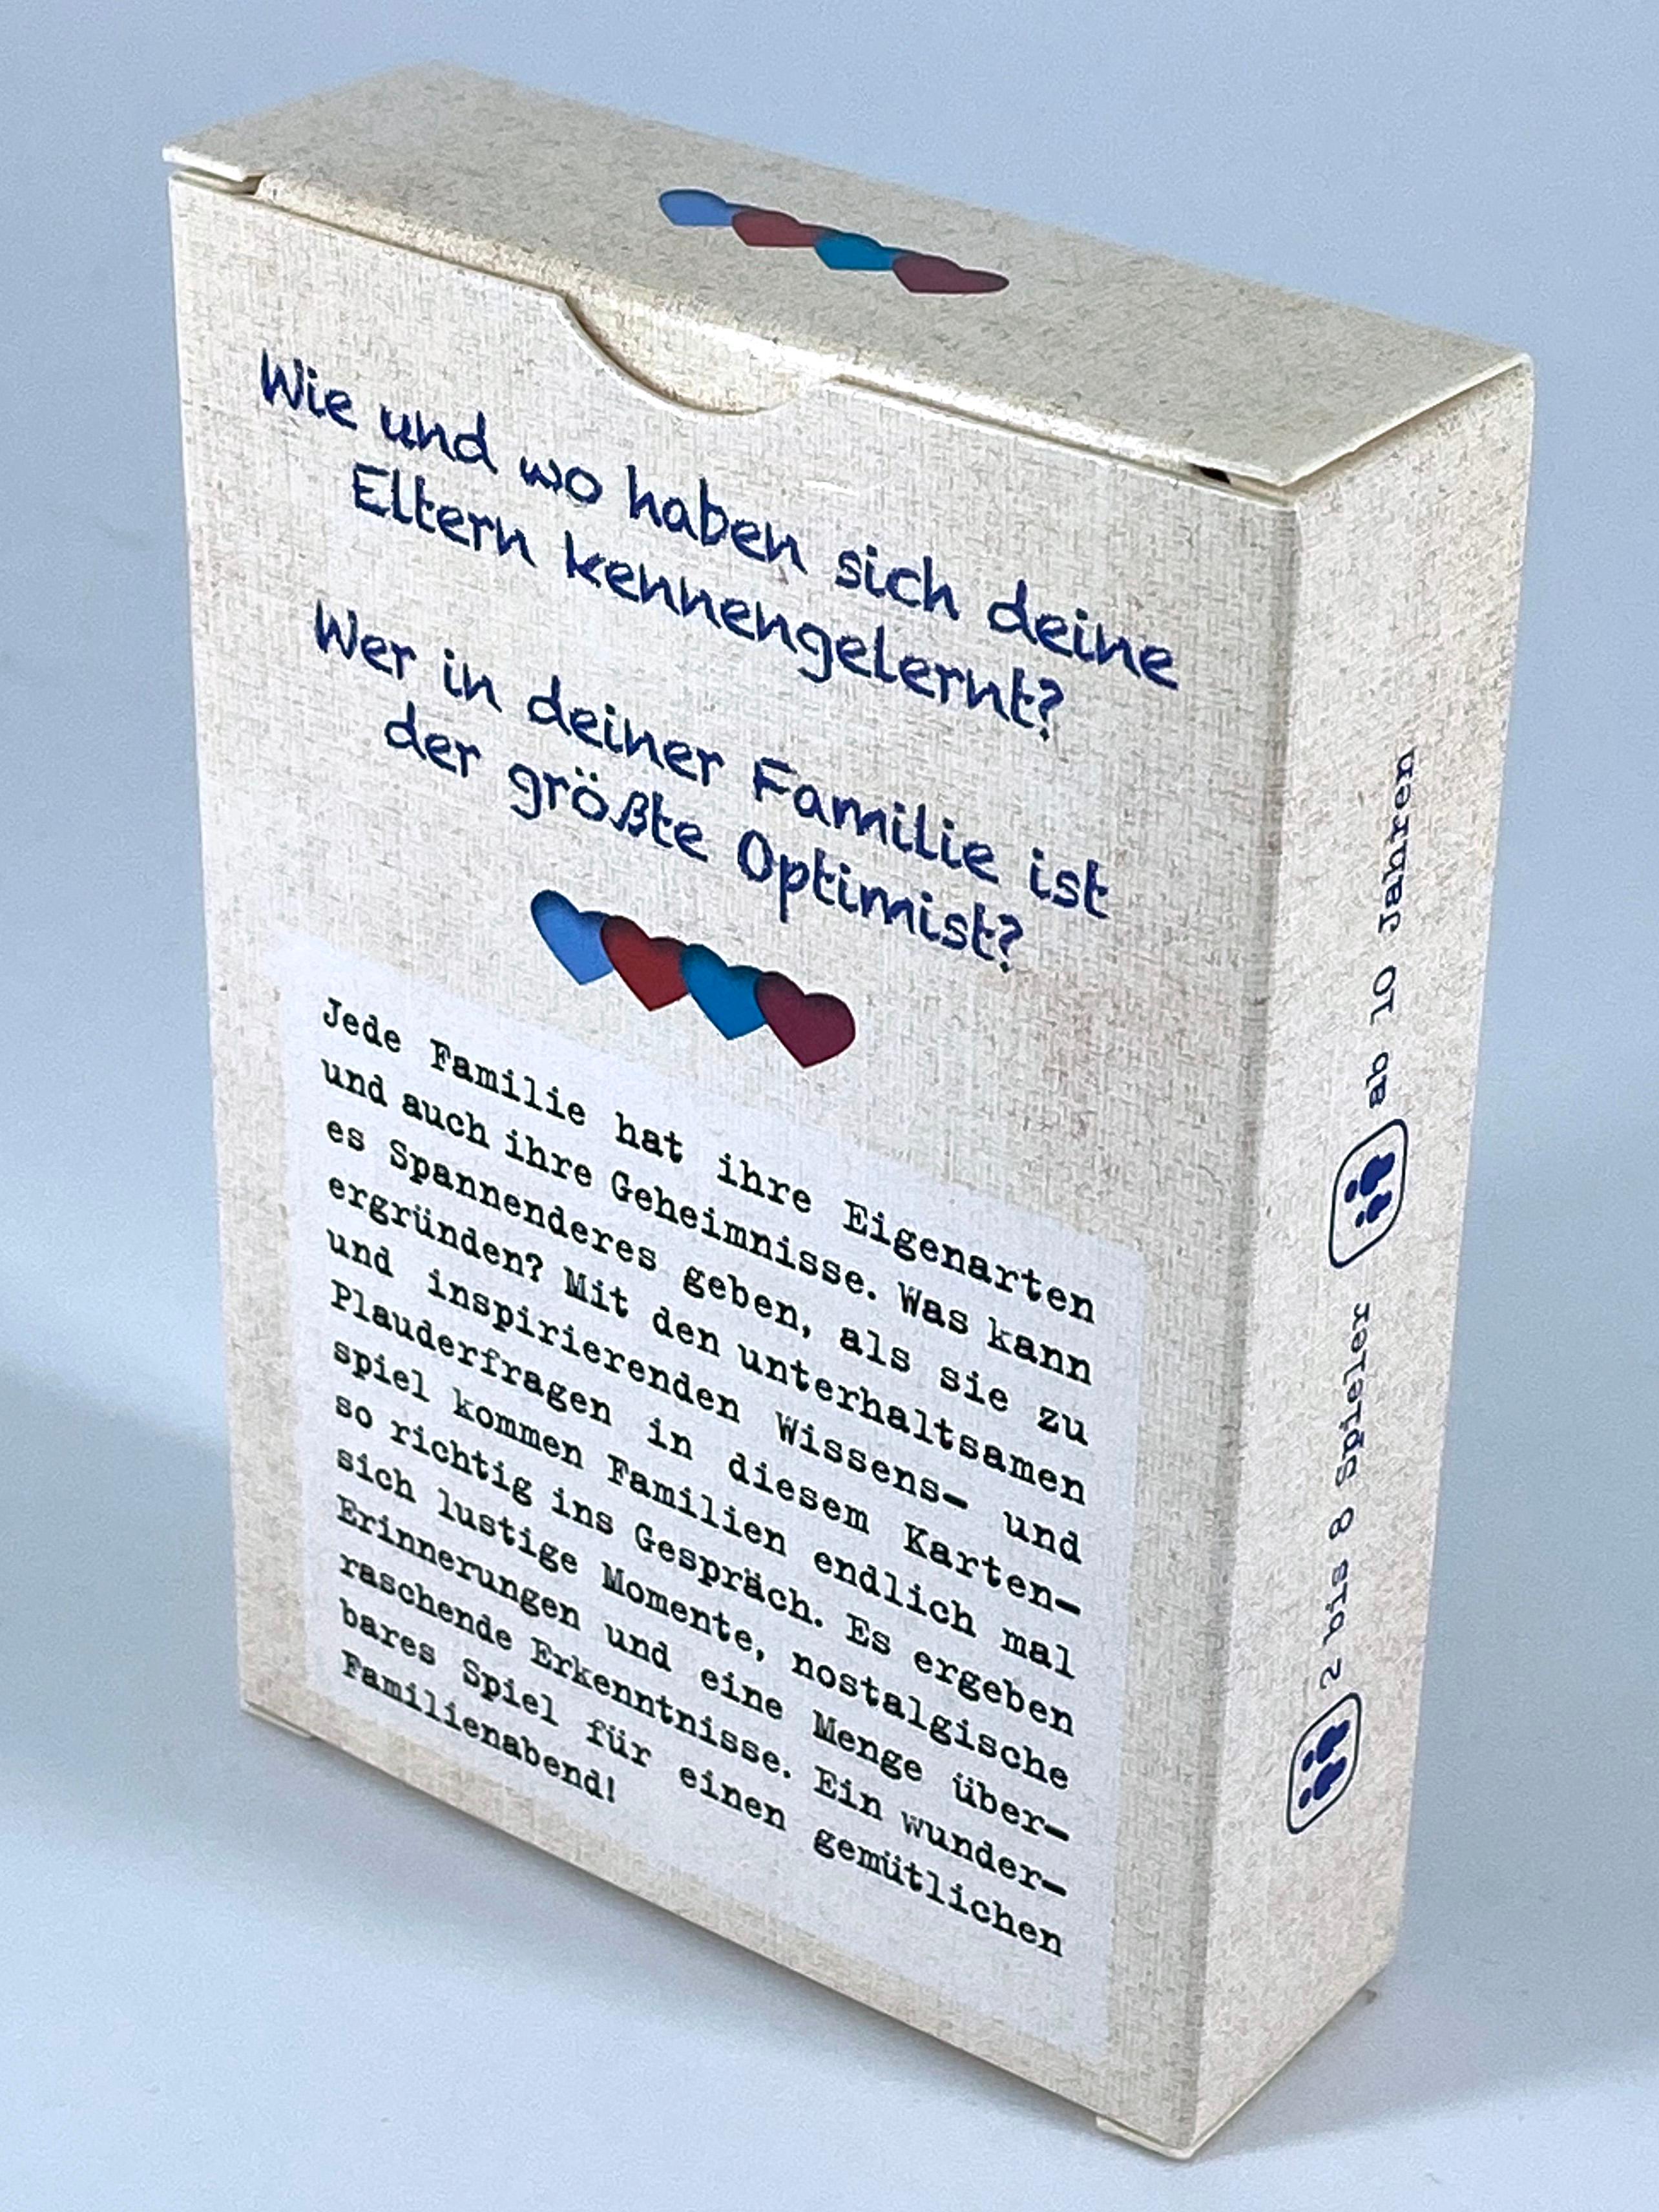 Wie und wo haben sich deine
Eltern kennengelernt?
Wer in deiner Familie ist
der größte Optimist?
Jede Familie hat ihre Eigenarten
und auch ihre Geheimnisse. Was kann
es Spannenderes geben, als sie zu
ergründen? Mit den unterhaltsamen
und inspirierenden Wissens- und
Plauderfragen in diesem Karten-
spiel kommen Familien endlich mal
so richtig ins Gespräch. Es ergeben
sich lustige Momente, nostalgische
Erinnerungen und eine Menge über-
raschende Erkenntnisse. Ein wunder-
bares Spiel für einen gemütlichen
Familienabend!
2 bis 8 Spieler ab 10 Jahren